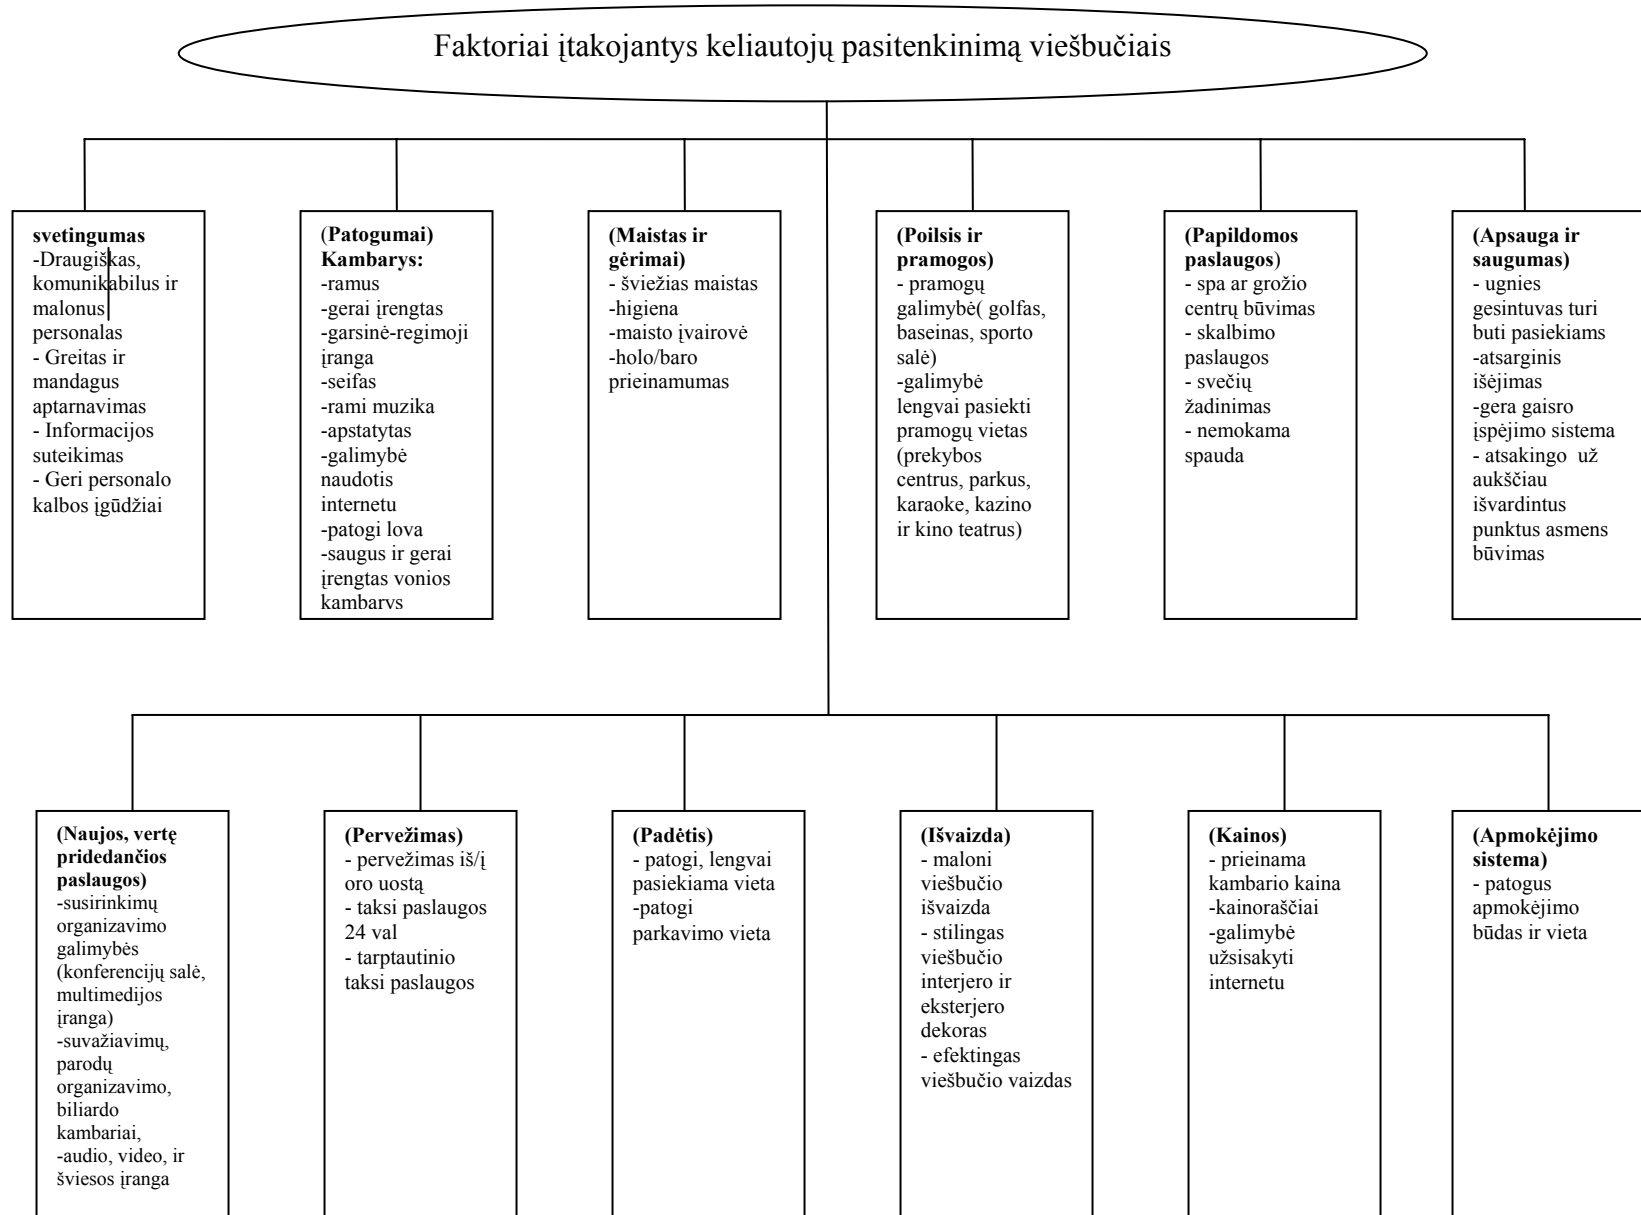 Faktoriai įtakojantys keliautojų pasitenkinimą viešbučiais
svetingumas
-Draugiškas,
komunikabilus ir
malonus
personalas
- Greitas ir
mandagus
aptarnavimas
- Informacijos
suteikimas
- Geri personalo
kalbos įgūdžiai
(Patogumai)
Kambarys:
-ramus
-gerai įrengtas
-garsinė-regimoji
įranga
-seifas
-rami muzika
-apstatytas
-galimybė
naudotis
internetu
-patogi lova
-saugus ir gerai
įrengtas vonios
kambarys
(Maistas ir
gėrimai)
- šviežias maistas
-higiena
-maisto įvairovė
-holo/baro
prieinamumas
(Poilsis ir
pramogos)
- pramogų
galimybė( golfas,
baseinas, sporto
salė)
-galimybė
lengvai pasiekti
pramogų vietas
(prekybos
centrus, parkus,
karaoke, kazino
ir kino teatrus)
(Papildomos
paslaugos)
- spa ar grožio
centrų būvimas
- skalbimo
paslaugos
- svečių
žadinimas
- nemokama
spauda
(Apsauga ir
saugumas)
- ugnies
gesintuvas turi
buti pasiekiams
-atsarginis
išėjimas
-gera gaisro
įspėjimo sistema
- atsakingo už
aukščiau
išvardintus
punktus asmens
būvimas
(Naujos, vertę
pridedančios
paslaugos)
-susirinkimų
organizavimo
galimybės
(konferencijų salė,
multimedijos
įranga)
-suvažiavimų,
parodų
organizavimo,
biliardo
kambariai,
-audio, video, ir
šviesos įranga
(Pervežimas)
- pervežimas iš/į
oro uostą
- taksi paslaugos
24 val
- tarptautinio
taksi paslaugos
(Padėtis)
- patogi, lengvai
pasiekiama vieta
-patogi
parkavimo vieta
(Išvaizda)
- maloni
viešbučio
išvaizda
- stilingas
viešbučio
interjero ir
eksterjero
dekoras
- efektingas
viešbučio vaizdas
(Kainos)
- prieinama
kambario kaina
-kainoraščiai
-galimybė
užsisakyti
internetu
(Apmokėjimo
sistema)
- patogus
apmokėjimo
būdas ir vieta